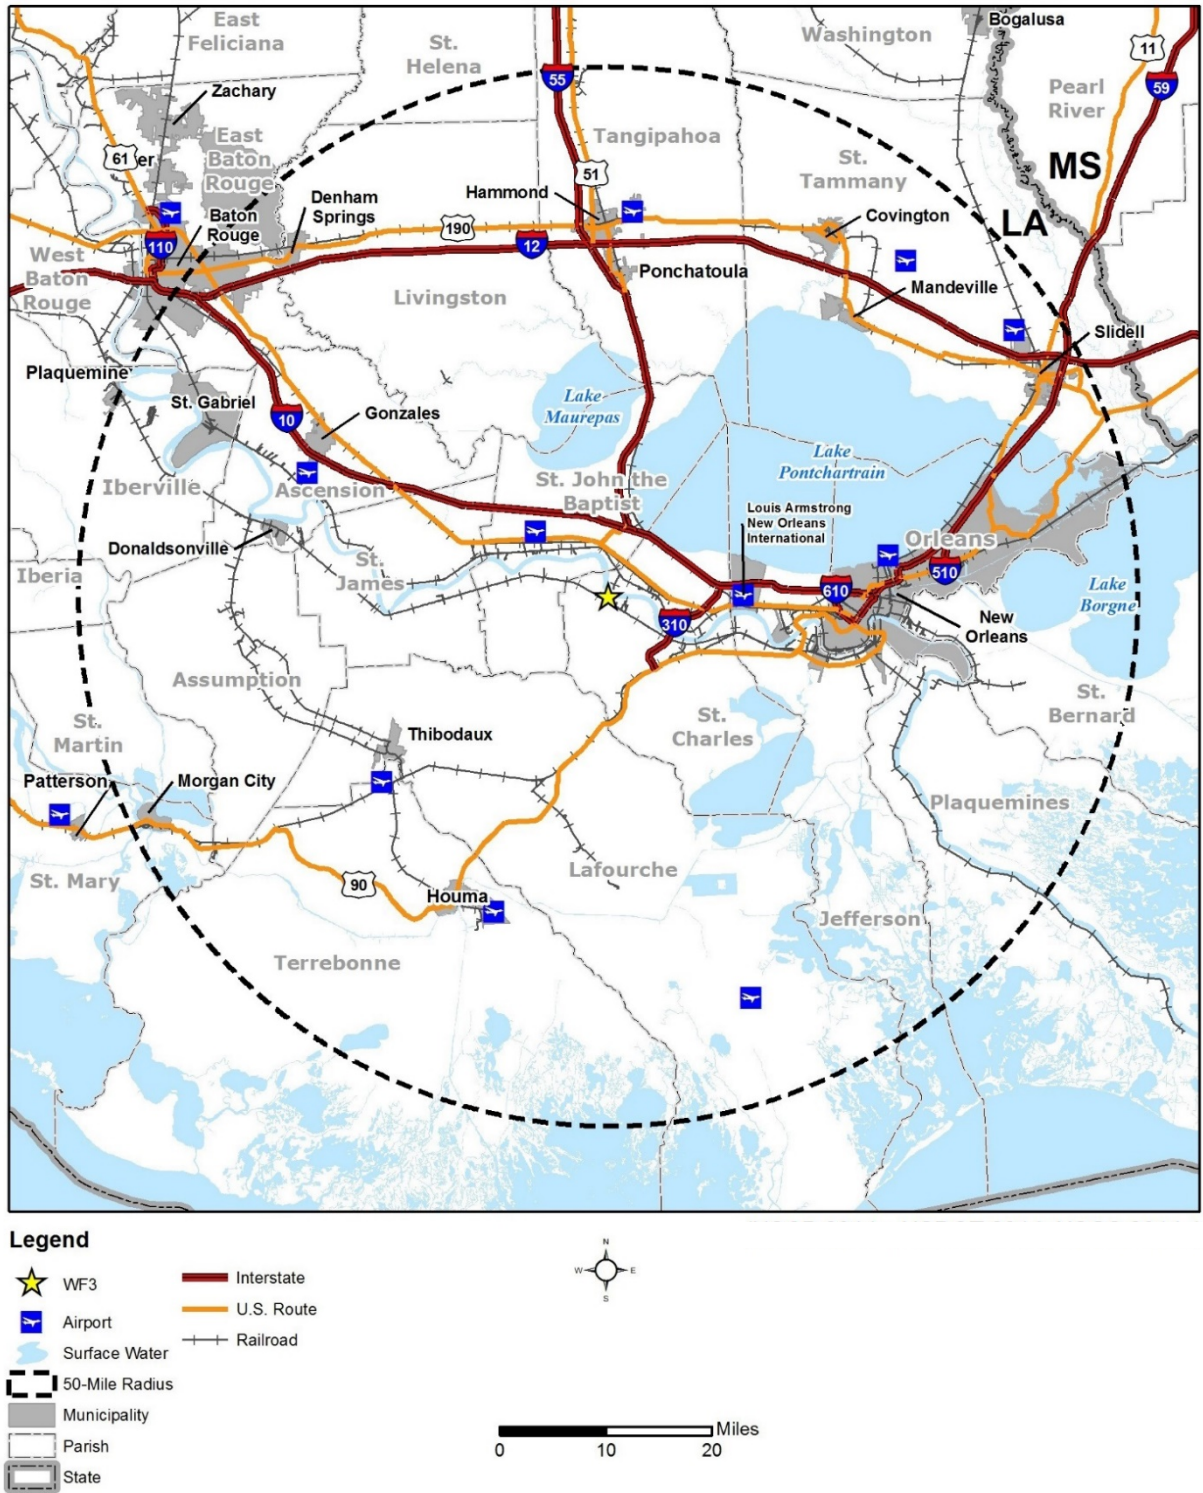 East
Feliciana
Bogalusa
Washington
St.
Helena
11
55
59
Pearl
River
Zachary
Tangipahoa
East
Baton
Rouge
61
er
MS
St.
Tammany
51
Hammond
Denham
Springs
Covington
Baton
Rouge
LA
190
110
12
West
Baton
Rouge
Ponchatoula
Mandeville
Livingston
Slidell
Plaquemine
St. Gabriel
Gonzales
10
Lake
Maurepas
Lake
Pontchartrain
Iberville
Ascension
St. John the
Baptist
Louis Armstrong
New Orleans
International
Donaldsonville
Orleans
St.
James
Iberia
510
610
Lake
Borgne
310
New
Orleans
Assumption
St.
Martin
St.
Charles
St.
Bernard
Thibodaux
Patterson
Morgan City
Plaquemines
St. Mary
90
Lafourche
Houma
Jefferson
Terrebonne
Legend
WF3
Airport
Surface Water
50-Mile Radius
Municipality
Parish
State
Interstate
U.S. Route
Railroad
N
W
E
S
Miles
0
10
20